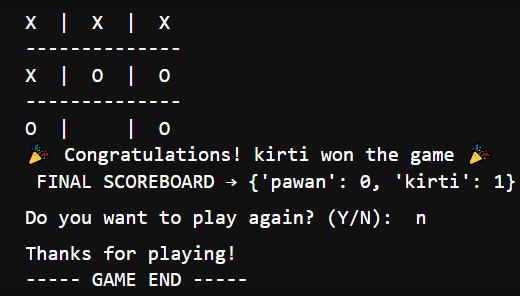 X  |  X  |  X
--------------
X  |  O  |  O
--------------
O  |     |  O
🎉 Congratulations! kirti won the game 🎉
FINAL SCOREBOARD → {'pawan': 0, 'kirti': 1}
Do you want to play again? (Y/N):  n
Thanks for playing!
----- GAME END -----